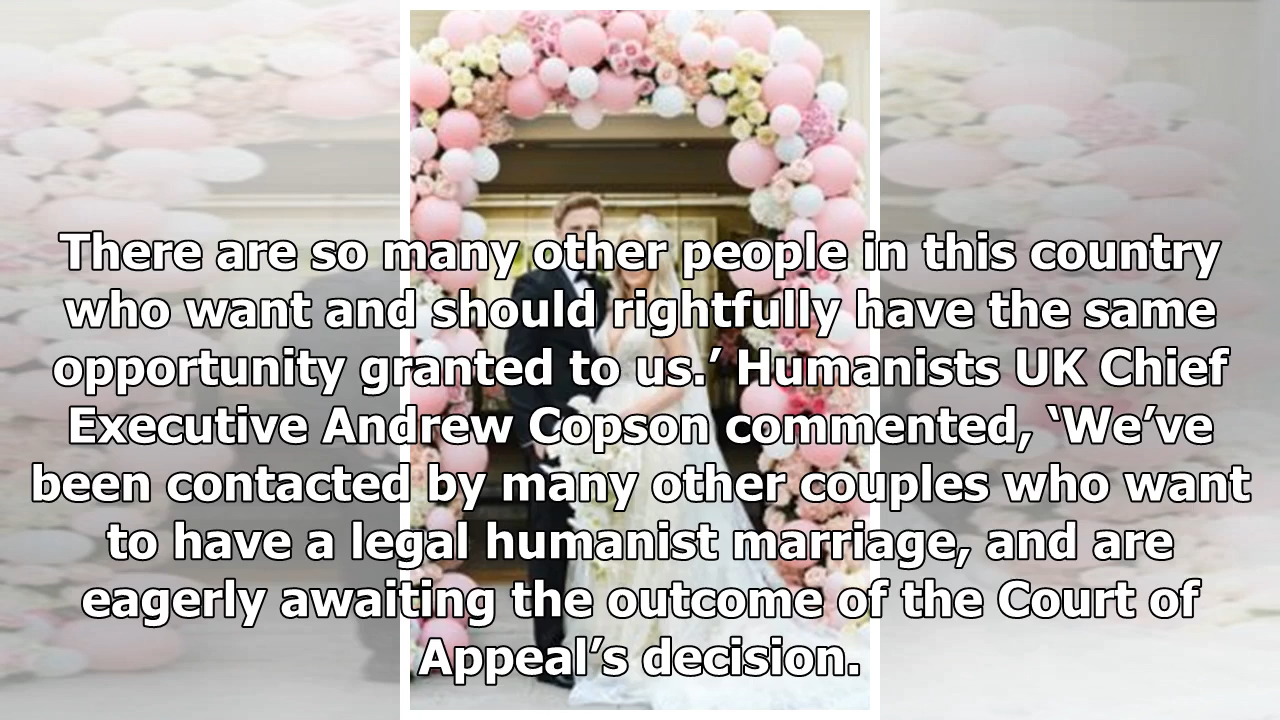 There are so many other people in this country
who want and should rightfully have the same
opportunity granted to us.’ Humanists UK Chief
Executive Andrew Copson commented, ‘We’ve
been contacted by many other couples who want
to have a legal humanist marriage, and are
eagerly awaiting the outcome of the Court of
Appeal’s decision.